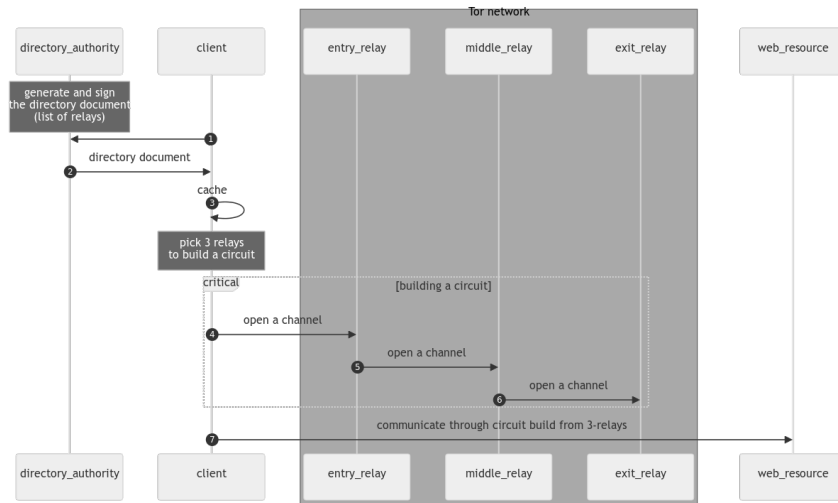 Tor network
directory_authority
client
entry_relay
middle_relay
exit_relay
web_resource
generate and sign
the directory document
(list of relays)
1
directory document
2
cache
3
pick 3 relays
to build a circuit
critical
[building a circuit]
open a channel
4
open a channel
5
open a channel
6
communicate through circuit build from 3-relays
7
directory_authority
client
entry_relay
middle_relay
exit_relay
web_resource